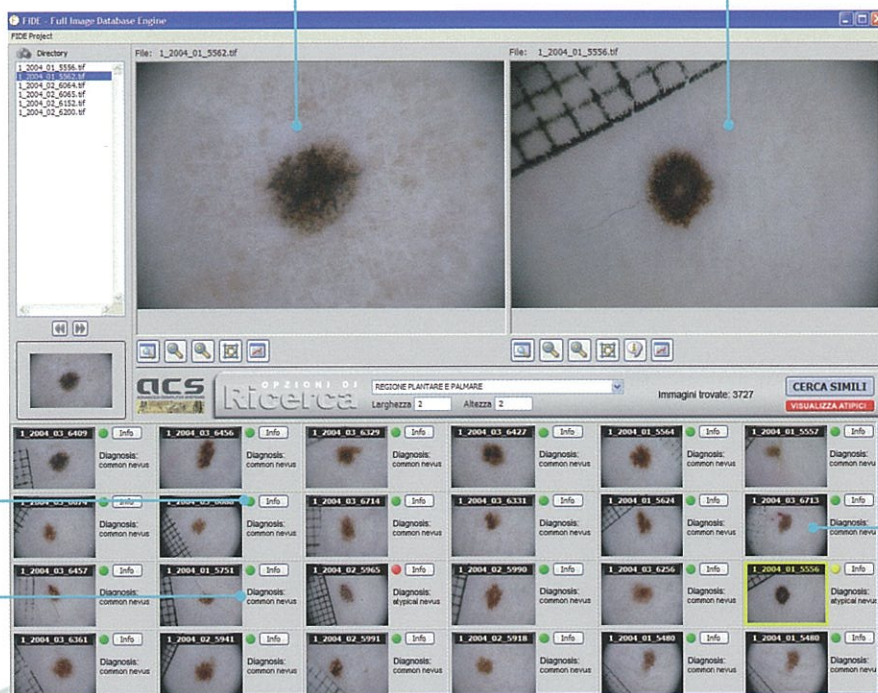 FIDE - Full Image Database Engine
FIDE Project
Directory
File: 1_2004_01_5562.tif
File: 1_2004_01_5556.tif
1_2004_01_5556.tif
1_2004_01_5562.tif
1_2004_02_6064.tif
1_2004_02_6065.tif
1_2004_02_6152.tif
1_2004_02_6200.tif
acs
OPZIONI DI
Ricerca
REGIONE PLANTARE E PALMARE
Larghezza 2 Altezza 2
Immagini trovate: 3727
CERCA SIMILI
VISUALIZZA ATIPICI
1_2004_03_6409 Info 1_2004_03_6456 Info 1_2004_03_6329 Info 1_2004_03_6427 Info 1_2004_01_5564 Info 1_2004_01_5557 Info
Diagnosis: Diagnosis: Diagnosis: Diagnosis: Diagnosis: Diagnosis:
common nevus common nevus common nevus common nevus common nevus common nevu
Info Info 1_2004_03_6714 Info 1_2004_03_6331 Info 1_2004_01_5624 Info 1_2004_03_6713 Info
Diagnosis: Diagnosis: Diagnosis: Diagnosis: Diagnosis: Diagnosis:
common nevus common nevus common nevus common nevus common nevus common nevu
1_2004_03_6457 Info 1_2004_01_5751 Info 1_2004_02_5965 Info 1_2004_02_5990 Info 1_2004_03_6256 Info 1_2004_01_5556 Info
Diagnosis: Diagnosis: Diagnosis: Diagnosis: Diagnosis: Diagnosis:
common nevus common nevus atypical nevus common nevus common nevus atypical nevu
1_2004_03_6361 Info 1_2004_02_5941 Info 1_2004_02_5991 Info 1_2004_02_5918 Info 1_2004_01_5480 Info 1_2004_01_5480 Info
Diagnosis: Diagnosis: Diagnosis: Diagnosis: Diagnosis: Diagnosis:
common nevus common nevus common nevus common nevus common nevus common nevu